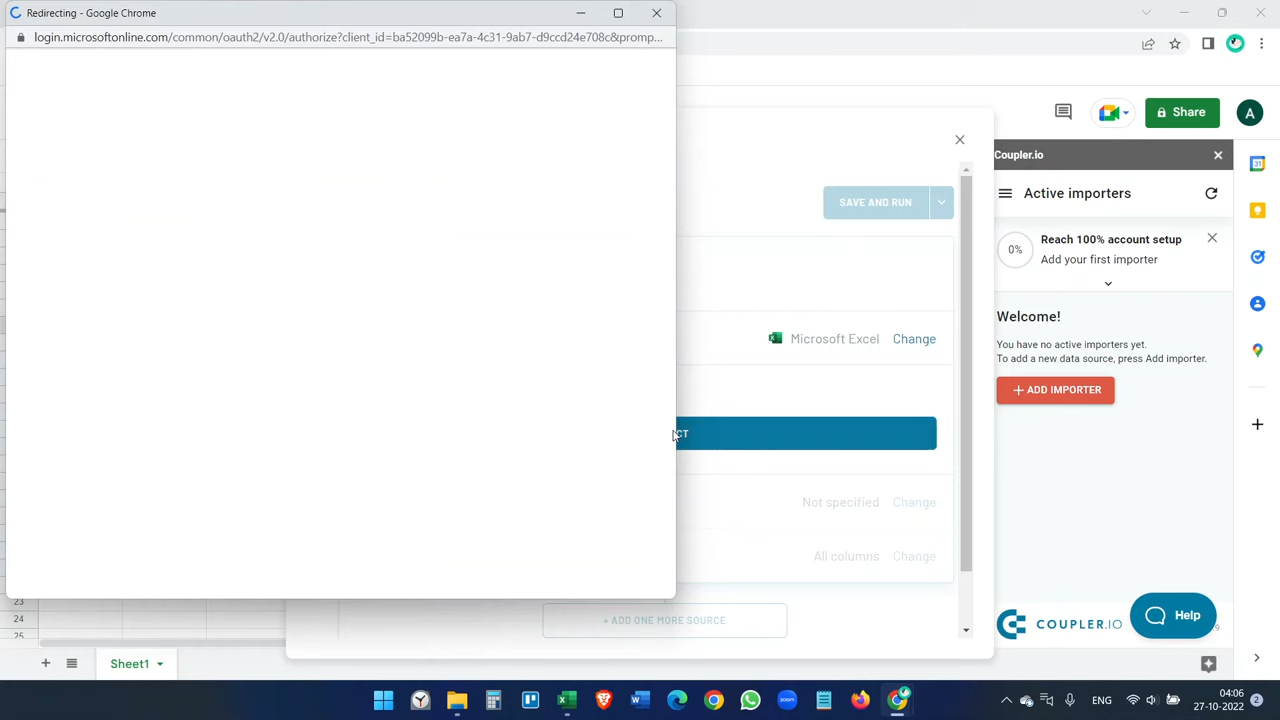 Redirecting - Google Chrome
login.microsoftonline.com/common/oauth2/v2.0/authorize?client_id=ba52099b-ea7a-4c31-9ab7-d9ccd24e708c&promp...
Share
A
Coupler.io
Active importers
SAVE AND RUN
0%
Reach 100% account setup
Add your first importer
Welcome!
Microsoft Excel Change
You have no active importers yet.
To add a new data source, press Add importer.
ADD IMPORTER
CT
Not specified Change
All columns Change
23
24
25
+ ADD ONE MORE SOURCE
COUPLER.IO
Help
9
Sheet1
31
ENG
04:06
27-10-2022
2